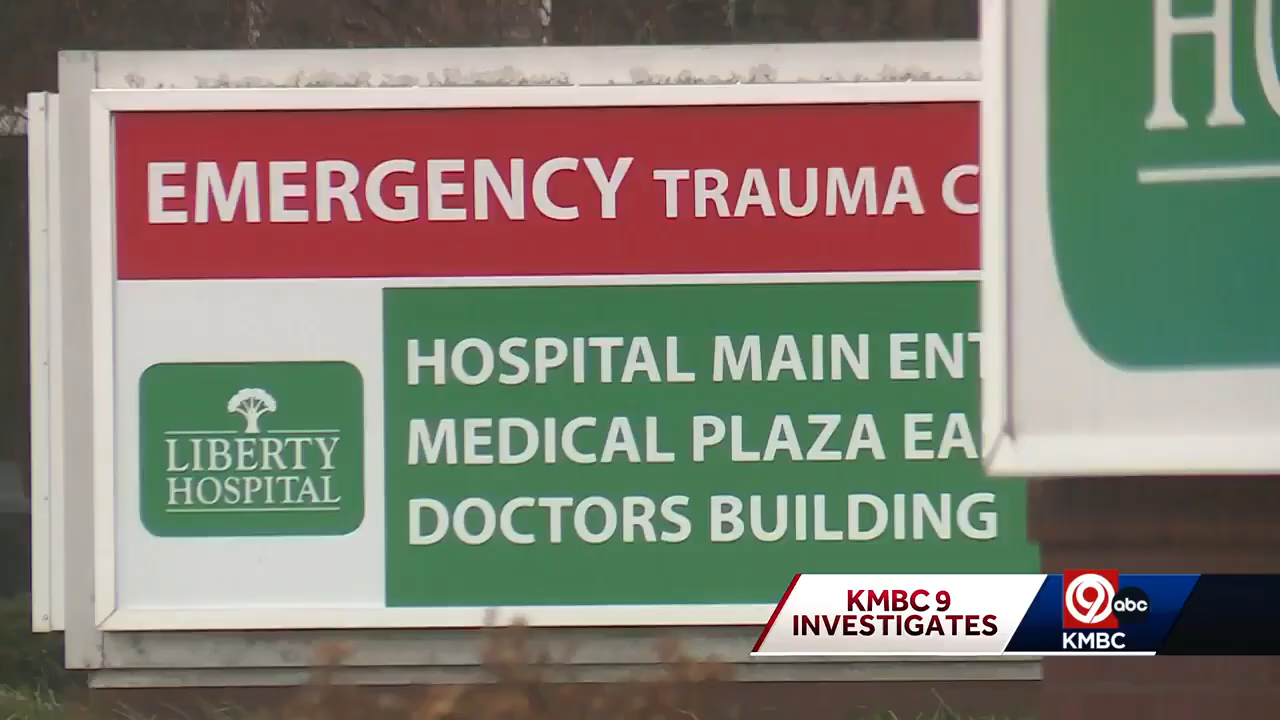 EMERGENCY TRAUMA C
HOSPITAL MAIN ENT
MEDICAL PLAZA EA
DOCTORS BUILDING
LIBERTY
HOSPITAL
H
KMBC 9
INVESTIGATES
9 abc
KMBC